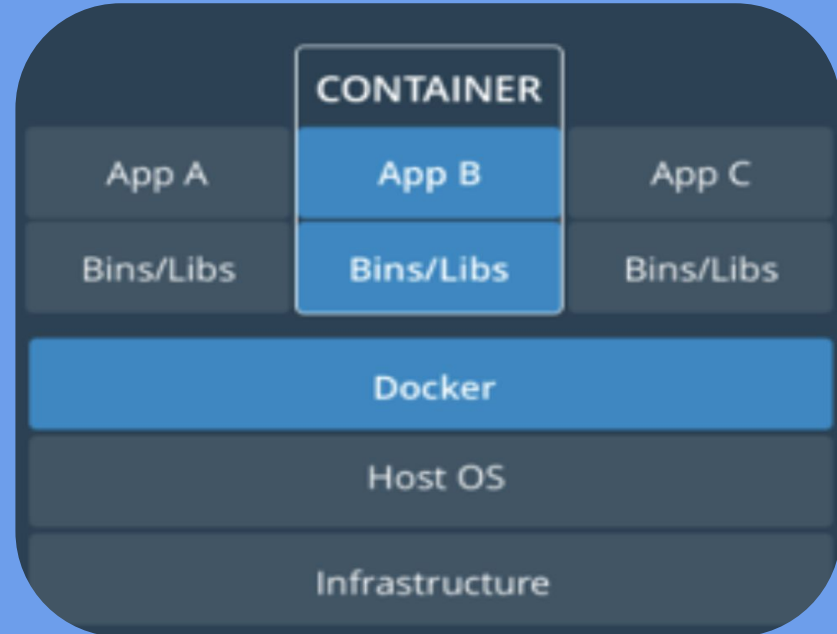 CONTAINER
App A App B App C
Bins/Libs Bins/Libs Bins/Libs
Docker
Host OS
Infrastructure